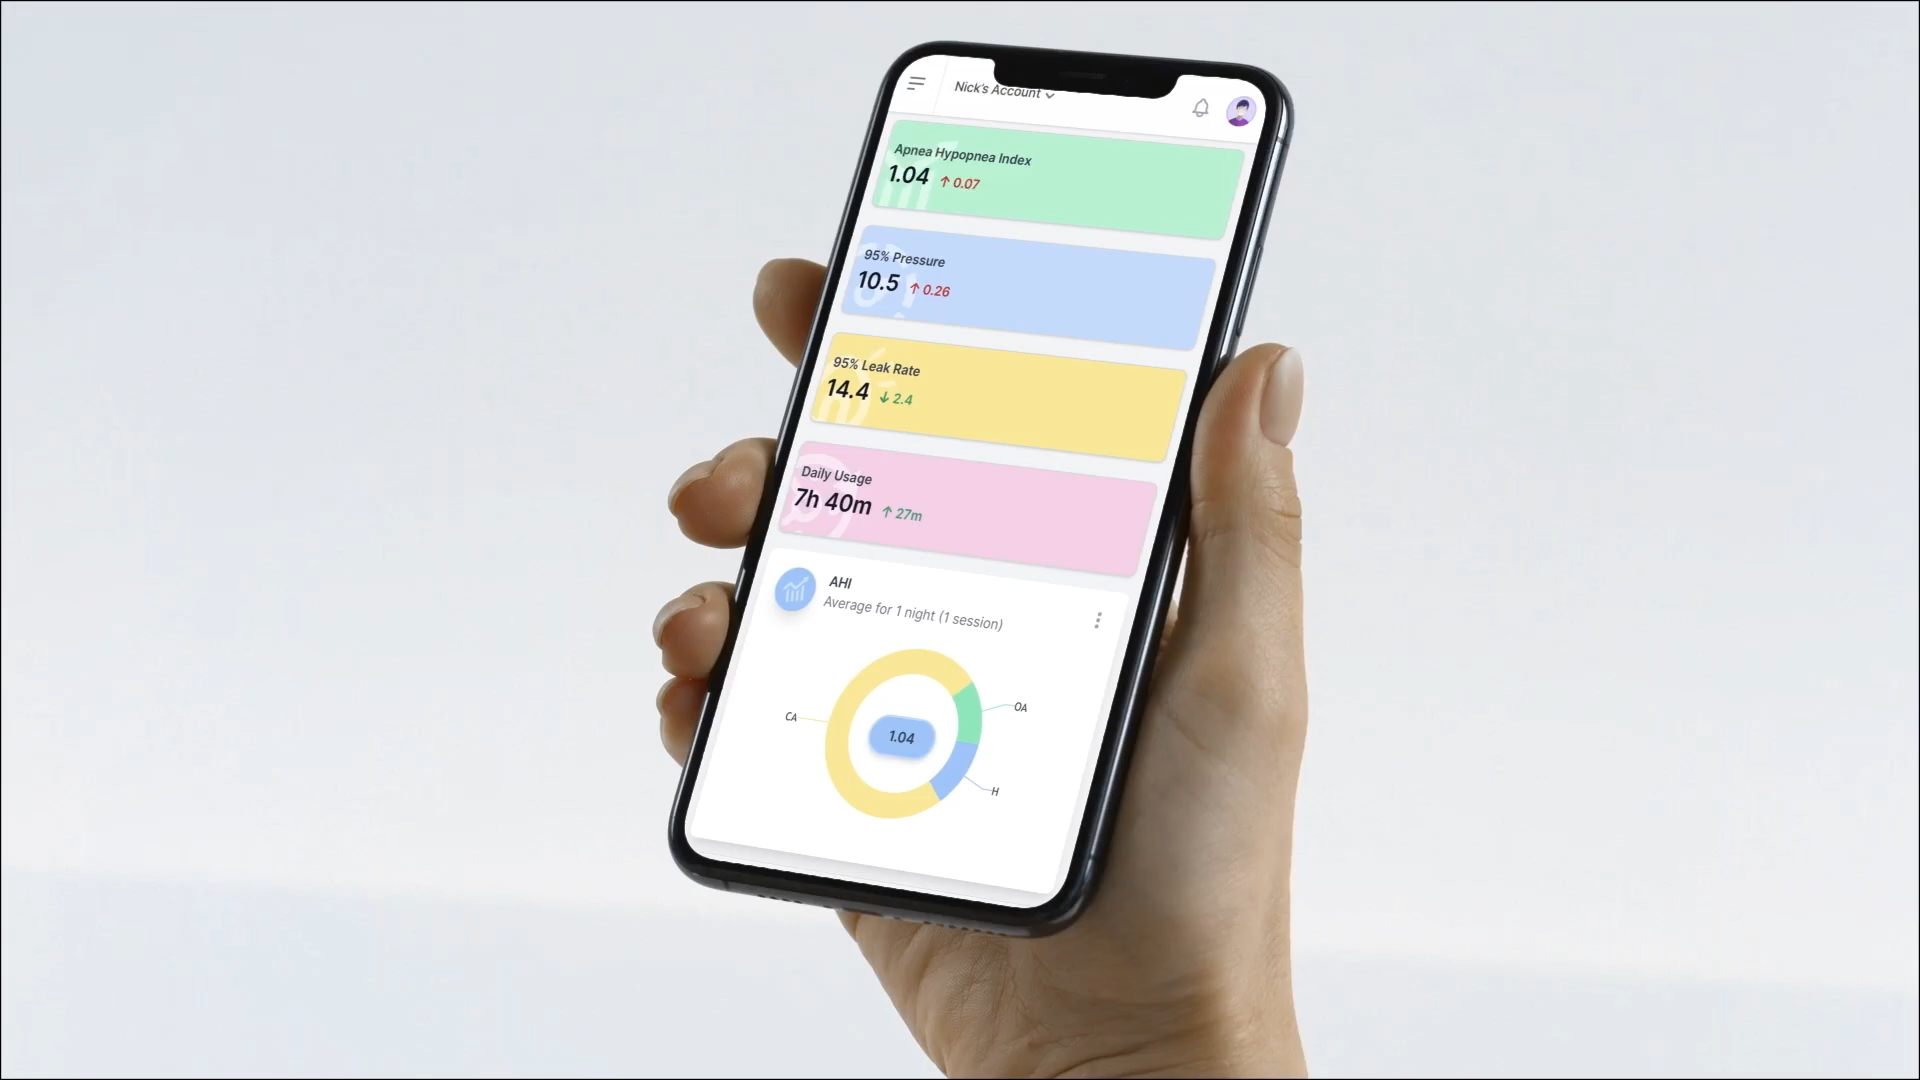 Nick's Account
Apnea Hypopnea Index
1.04 ↑ 0.07
95% Pressure
10.5 ↑ 0.26
95% Leak Rate
14.4 ↓ 2.4
Daily Usage
7h 40m ↑ 27m
AHI
Average for 1 night (1 session)
CA
OA
1.04
H